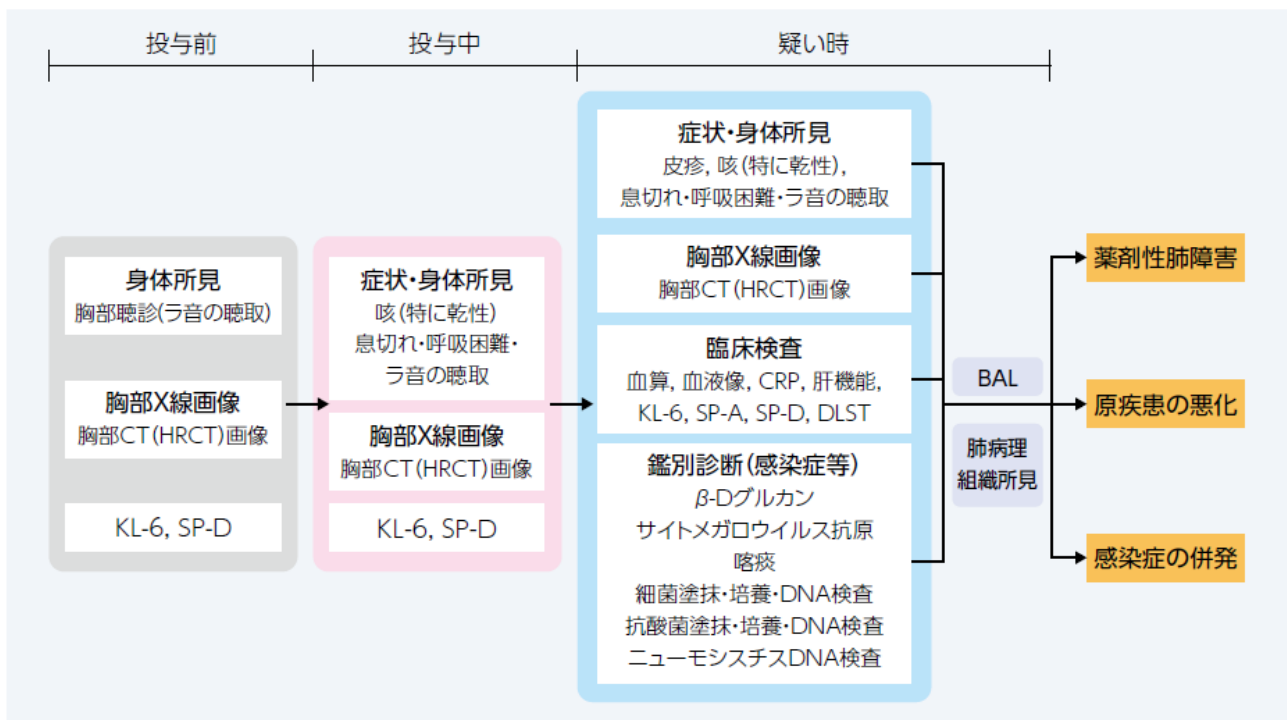 投与前
投与中
疑い時
身体所見
胸部聴診(ラ音の聴取)
胸部X線画像
胸部CT(HRCT)画像
KL-6, SP-D
症状・身体所見
咳(特に乾性)
息切れ・呼吸困難・
ラ音の聴取
胸部X線画像
胸部CT(HRCT)画像
KL-6, SP-D
症状・身体所見
皮疹, 咳(特に乾性),
息切れ・呼吸困難・ラ音の聴取
胸部X線画像
胸部CT(HRCT)画像
臨床検査
血算, 血液像, CRP, 肝機能,
KL-6, SP-A, SP-D, DLST
鑑別診断(感染症等)
β-Dグルカン
サイトメガロウイルス抗原
喀痰
細菌塗抹・培養・DNA検査
抗酸菌塗抹・培養・DNA検査
ニューモシスチスDNA検査
BAL
肺病理
組織所見
薬剤性肺障害
原疾患の悪化
感染症の併発